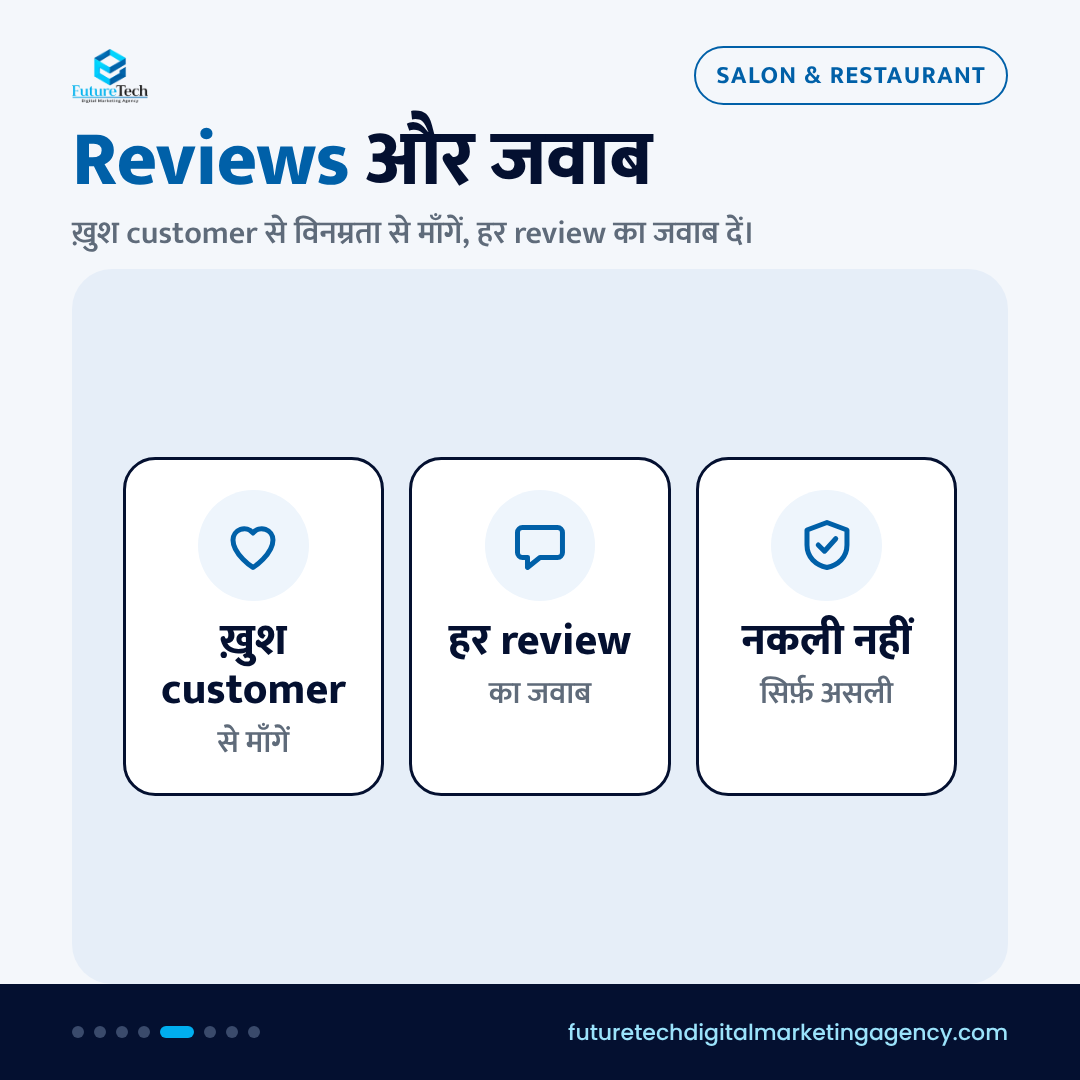 FutureTech
Digital Marketing Agency
SALON & RESTAURANT
Reviews और जवाब
ख़ुश customer से विनम्रता से माँगें, हर review का जवाब दें।
ख़ुश
customer
से माँगें
हर review
का जवाब
नकली नहीं
सिर्फ़ असली
futuretechdigitalmarketingagency.com